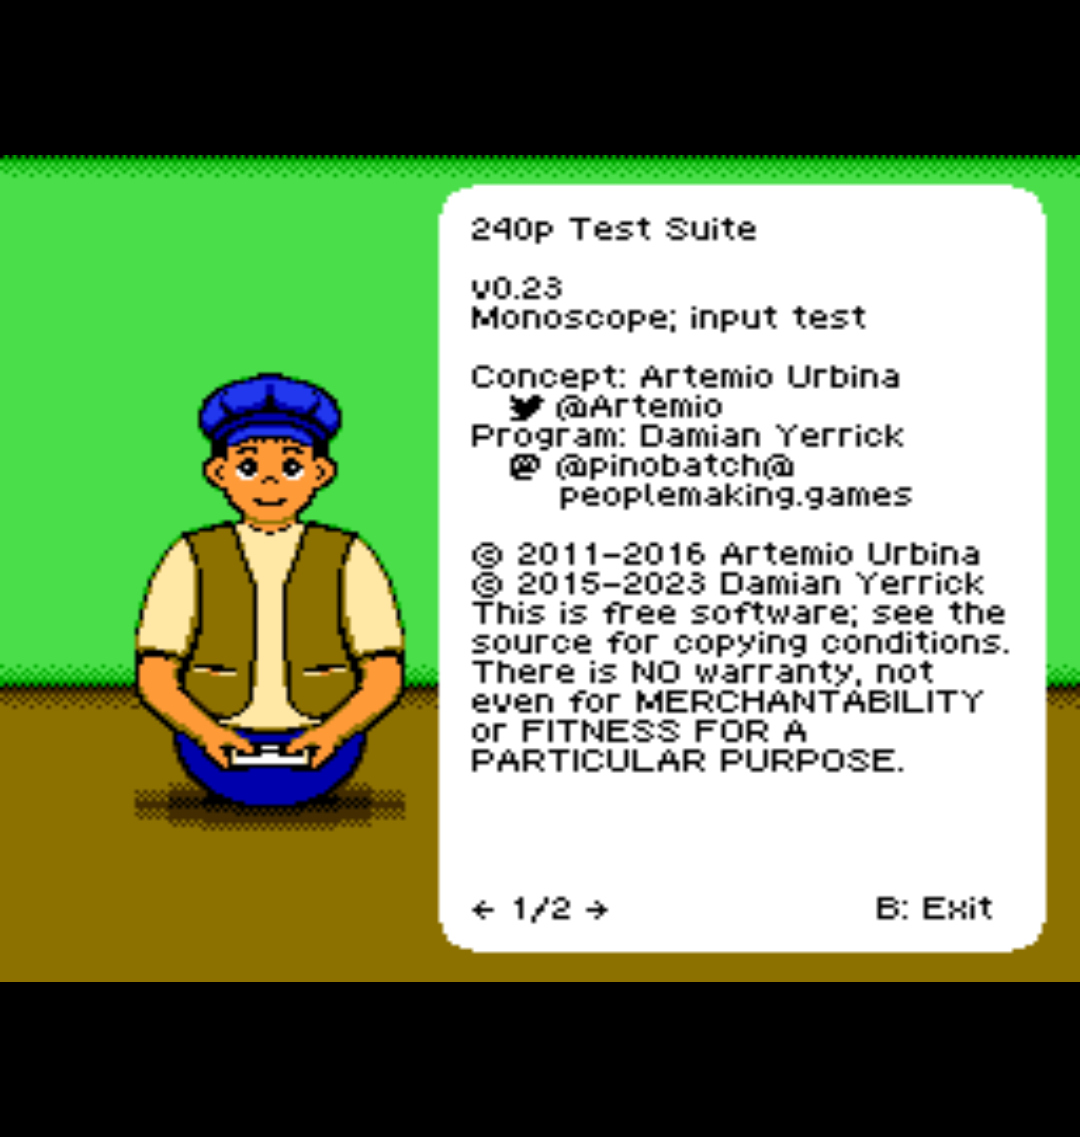 240p Test Suite
v0.23
Monoscope; input test
Concept: Artemio Urbina
@Artemio
Program: Damian Yerrick
@pinobatch@
peoplemaking.games
© 2011-2016 Artemio Urbina
© 2015-2023 Damian Yerrick
This is free software; see the
source for copying conditions.
There is NO warranty, not
even for MERCHANTABILITY
or FITNESS FOR A
PARTICULAR PURPOSE.
← 1/2 → B: Exit